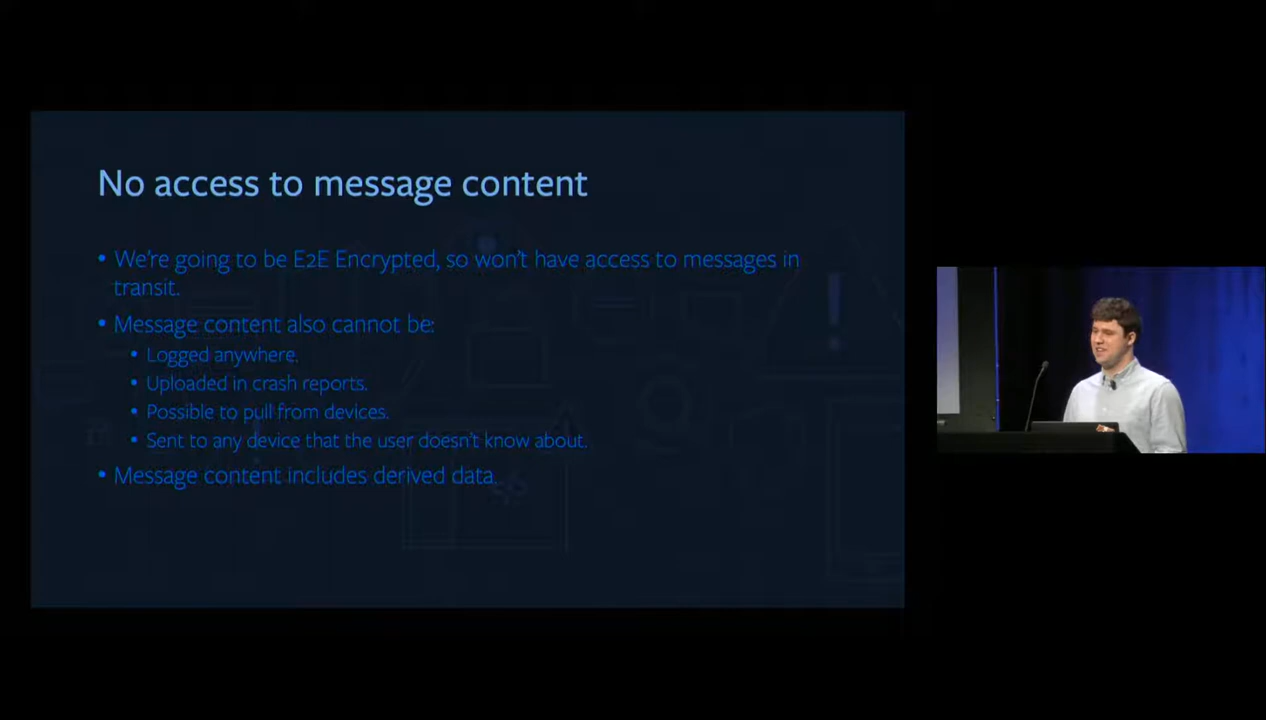 No access to message content
• We're going to be E2E Encrypted, so won't have access to messages in
transit.
• Message content also cannot be:
• Logged anywhere.
• Uploaded in crash reports.
• Possible to pull from devices.
• Sent to any device that the user doesn't know about.
• Message content includes derived data.